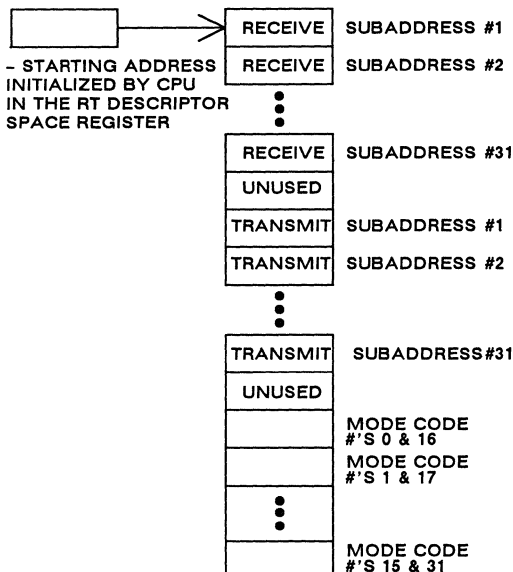 RECEIVE SUBADDRESS #1
– STARTING ADDRESS
INITIALIZED BY CPU
IN THE RT DESCRIPTOR
SPACE REGISTER
RECEIVE SUBADDRESS #2
RECEIVE SUBADDRESS #31
UNUSED
TRANSMIT SUBADDRESS #1
TRANSMIT SUBADDRESS #2
TRANSMIT SUBADDRESS#31
UNUSED
MODE CODE
#'S 0 & 16
MODE CODE
#'S 1 & 17
MODE CODE
#'S 15 & 31